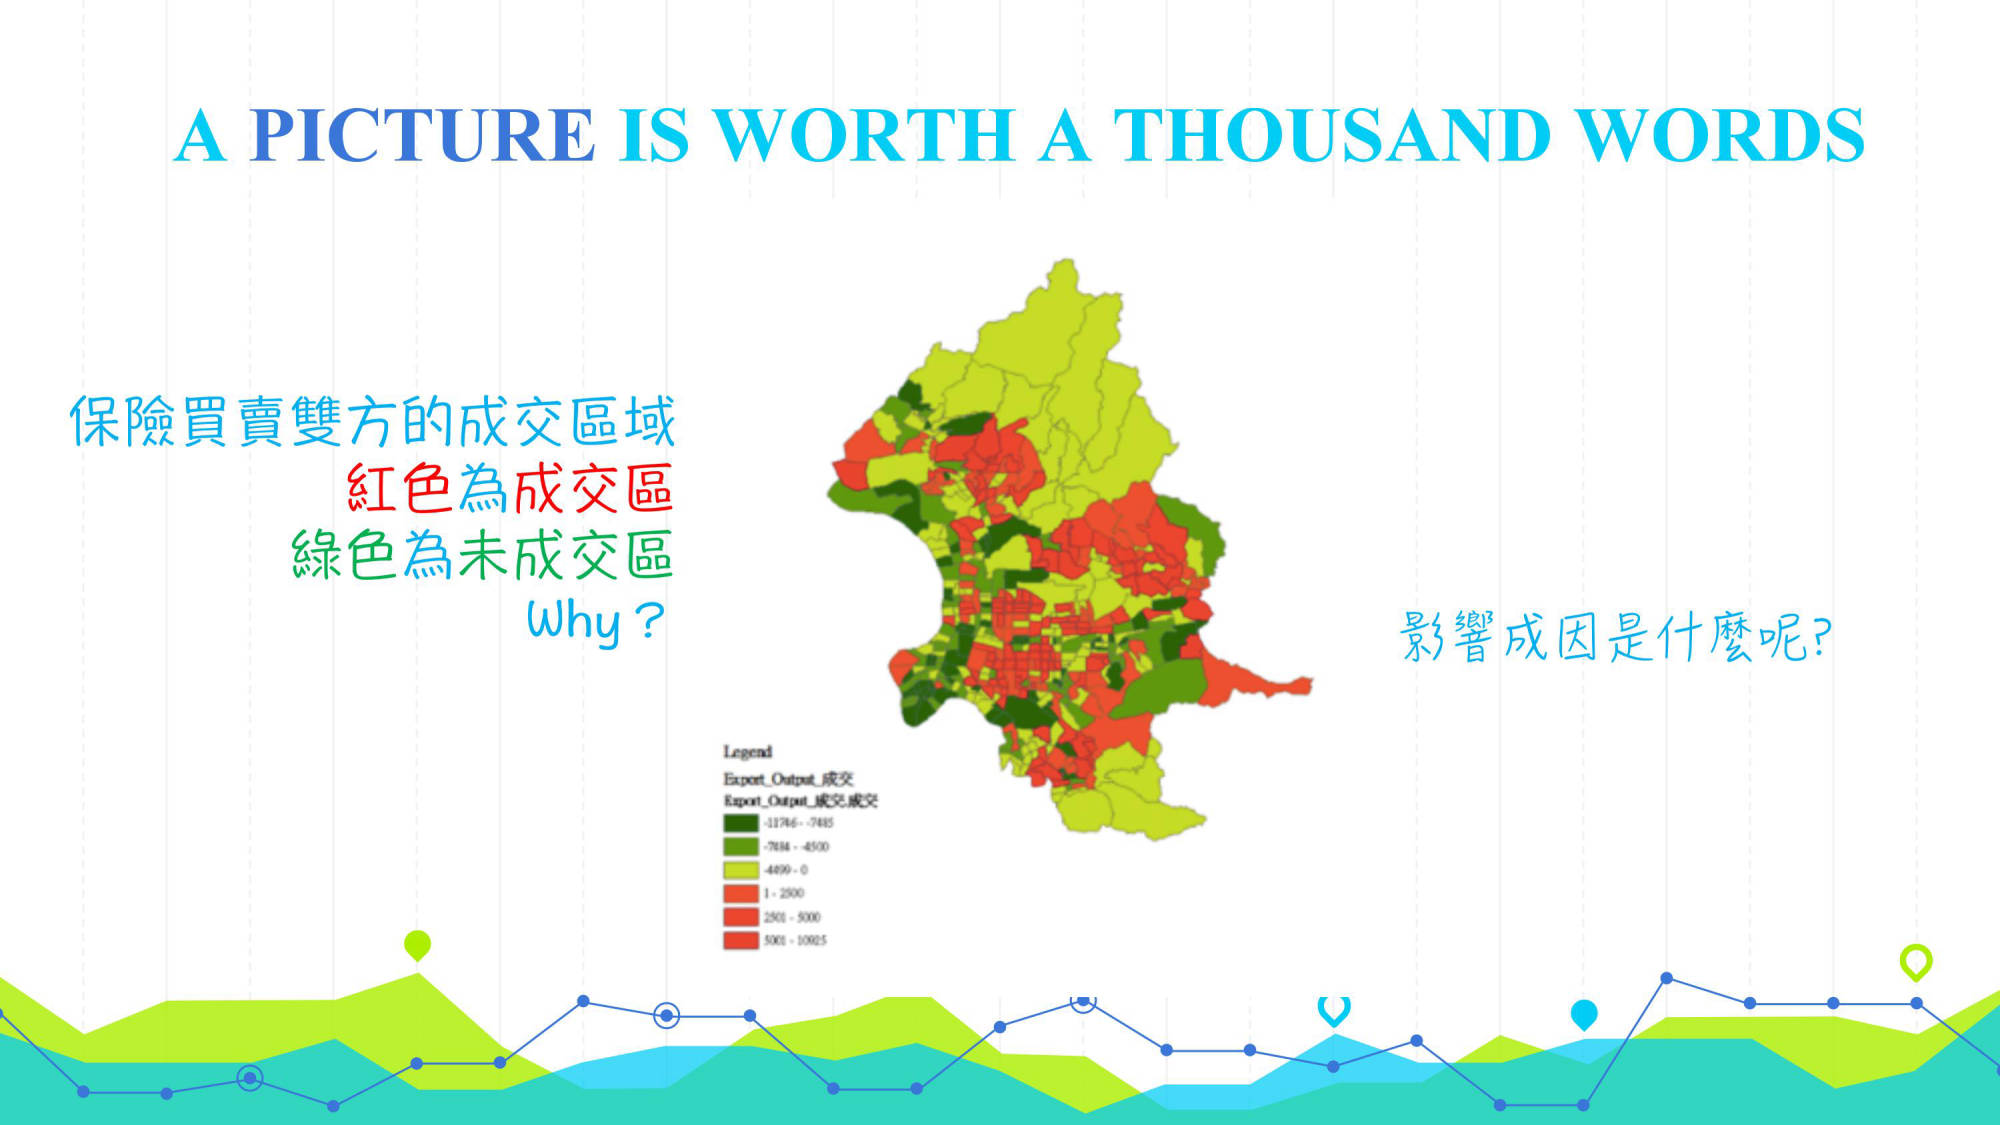 A PICTURE IS WORTH A THOUSAND WORDS
保險買賣雙方的成交區域
紅色為成交區
綠色為未成交區
Why？
影響成因是什麼呢?
Legend
Export_Output_成交
Export_Output_成交.成交
-11746 - -7485
-7484 - -4500
-4499 - 0
1 - 2500
2501 - 5000
5001 - 10925